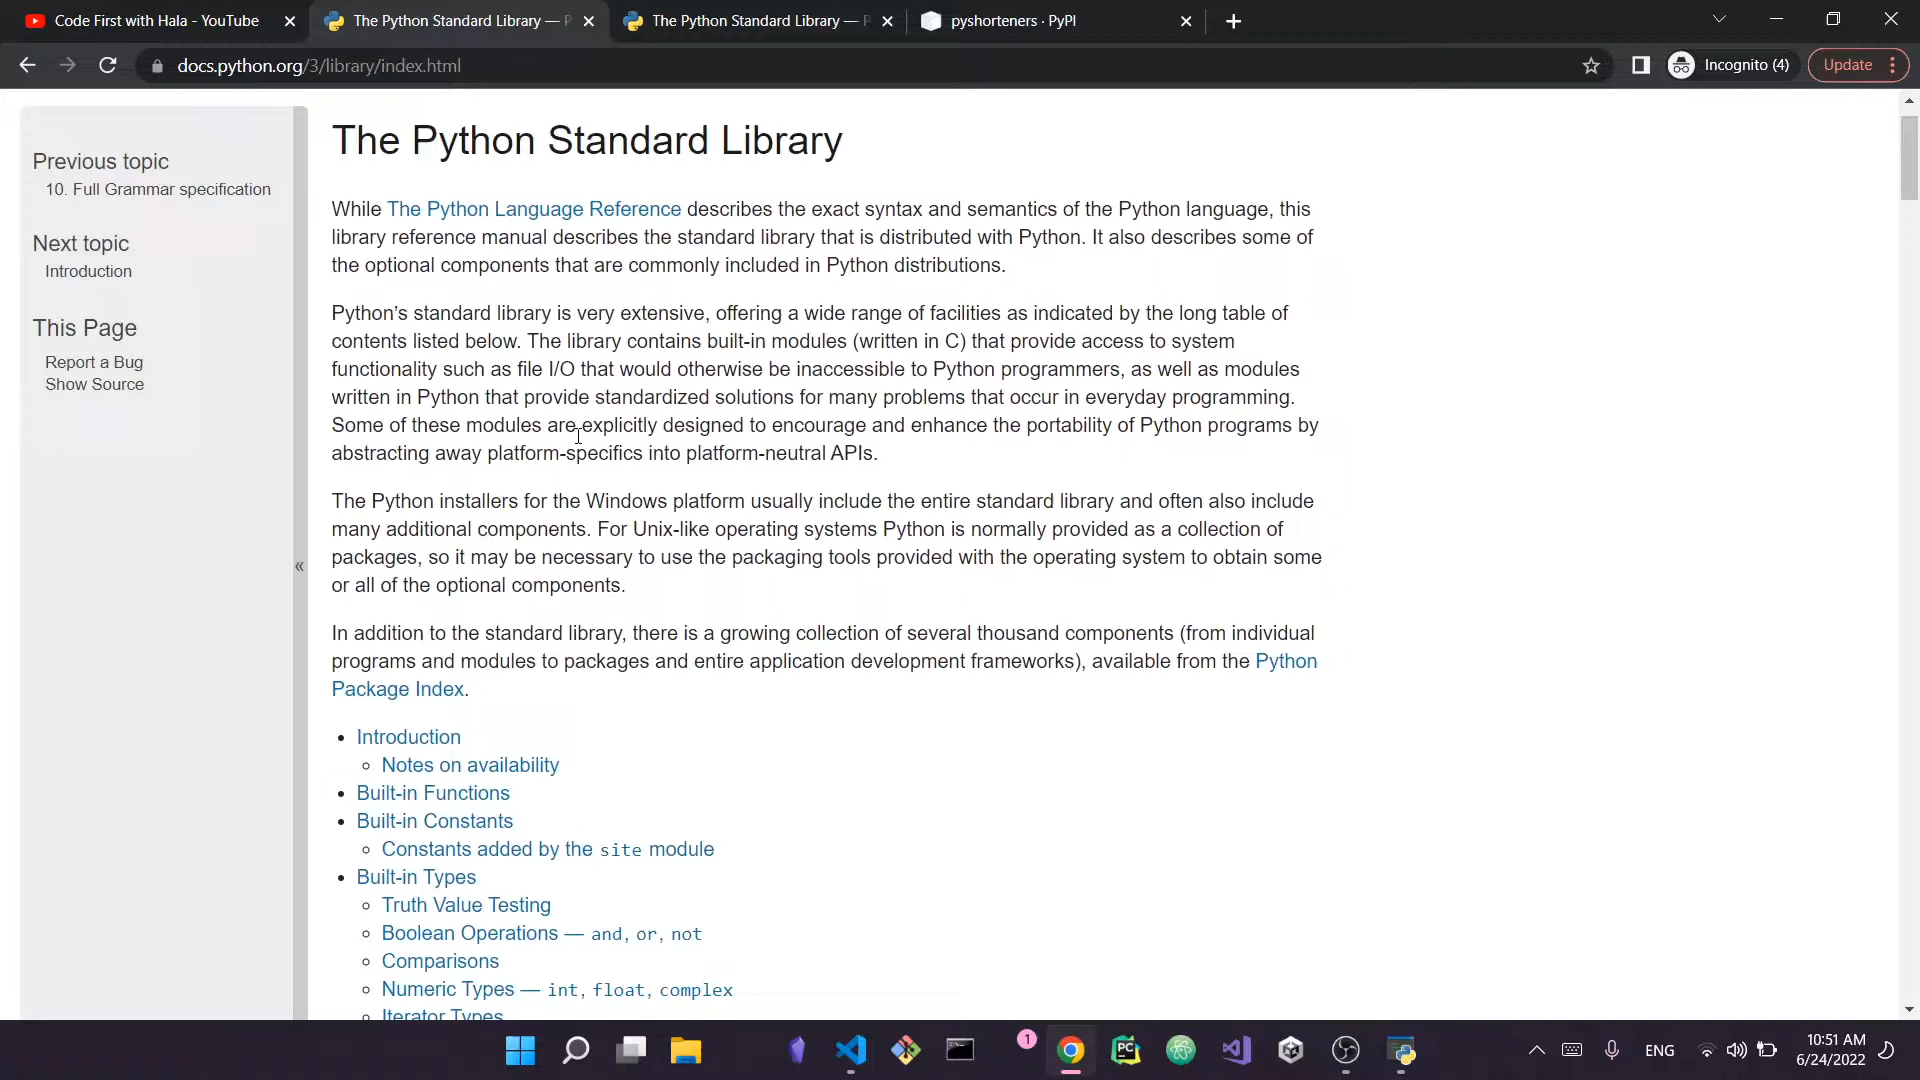 Code First with Hala - YouTube
The Python Standard Library — P
The Python Standard Library — P
pyshorteners · PyPI
docs.python.org/3/library/index.html
Incognito (4)
Update
Previous topic
10. Full Grammar specification
Next topic
Introduction
This Page
Report a Bug
Show Source
«
The Python Standard Library
While The Python Language Reference describes the exact syntax and semantics of the Python language, this
library reference manual describes the standard library that is distributed with Python. It also describes some of
the optional components that are commonly included in Python distributions.
Python’s standard library is very extensive, offering a wide range of facilities as indicated by the long table of
contents listed below. The library contains built-in modules (written in C) that provide access to system
functionality such as file I/O that would otherwise be inaccessible to Python programmers, as well as modules
written in Python that provide standardized solutions for many problems that occur in everyday programming.
Some of these modules are explicitly designed to encourage and enhance the portability of Python programs by
abstracting away platform-specifics into platform-neutral APIs.
The Python installers for the Windows platform usually include the entire standard library and often also include
many additional components. For Unix-like operating systems Python is normally provided as a collection of
packages, so it may be necessary to use the packaging tools provided with the operating system to obtain some
or all of the optional components.
In addition to the standard library, there is a growing collection of several thousand components (from individual
programs and modules to packages and entire application development frameworks), available from the Python
Package Index.
• Introduction
◦ Notes on availability
• Built-in Functions
• Built-in Constants
◦ Constants added by the site module
• Built-in Types
◦ Truth Value Testing
◦ Boolean Operations — and, or, not
◦ Comparisons
◦ Numeric Types — int, float, complex
◦ Iterator Types
1
PC
ENG
10:51 AM
6/24/2022